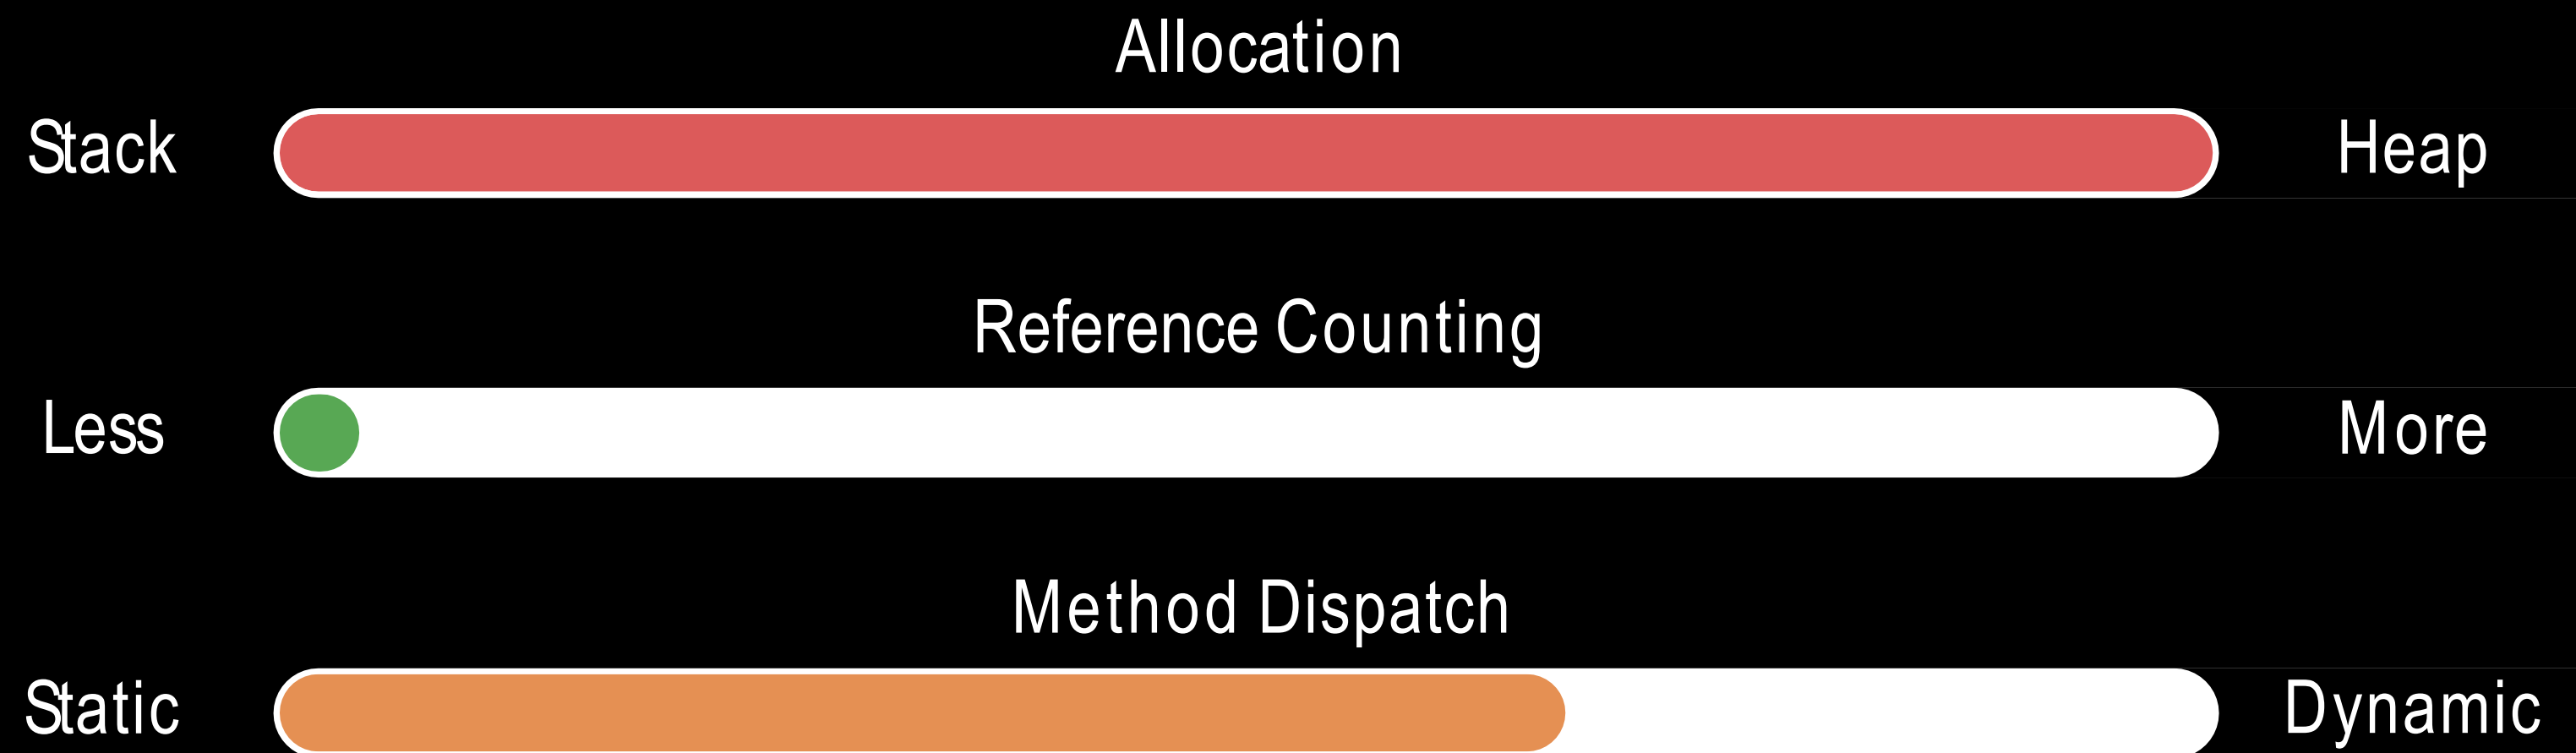 Allocation
Stack Heap
Reference Counting
Less More
Method Dispatch
Static Dynamic